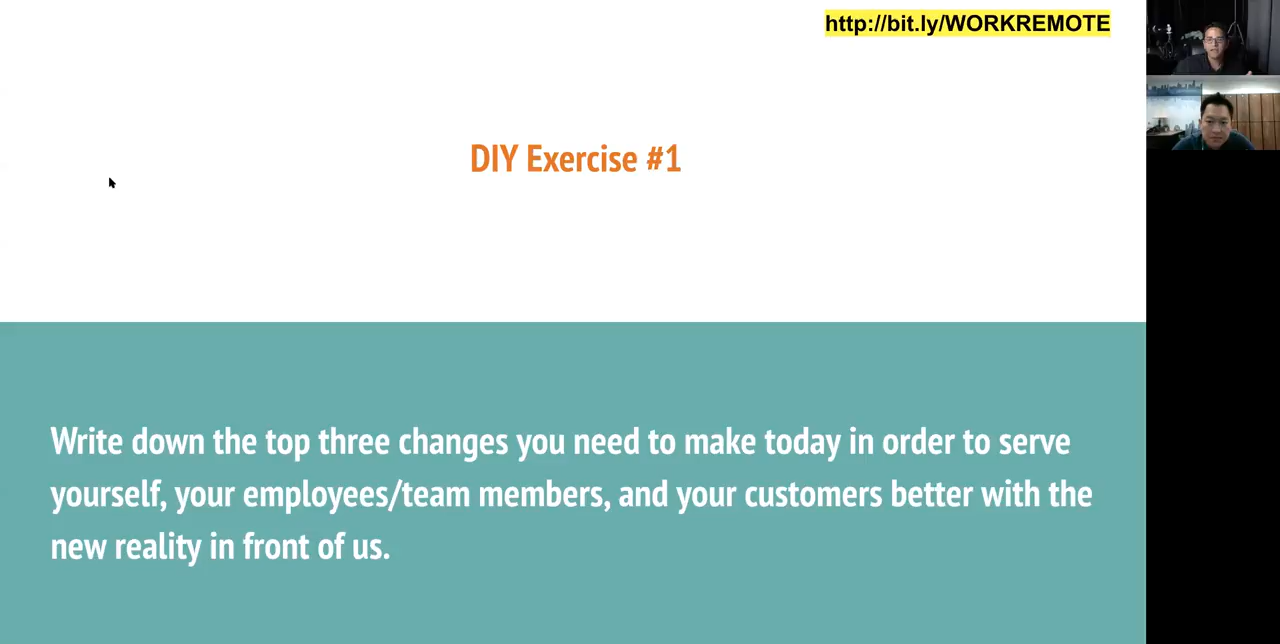 http://bit.ly/WORKREMOTE
DIY Exercise #1
Write down the top three changes you need to make today in order to serve
yourself, your employees/team members, and your customers better with the
new reality in front of us.